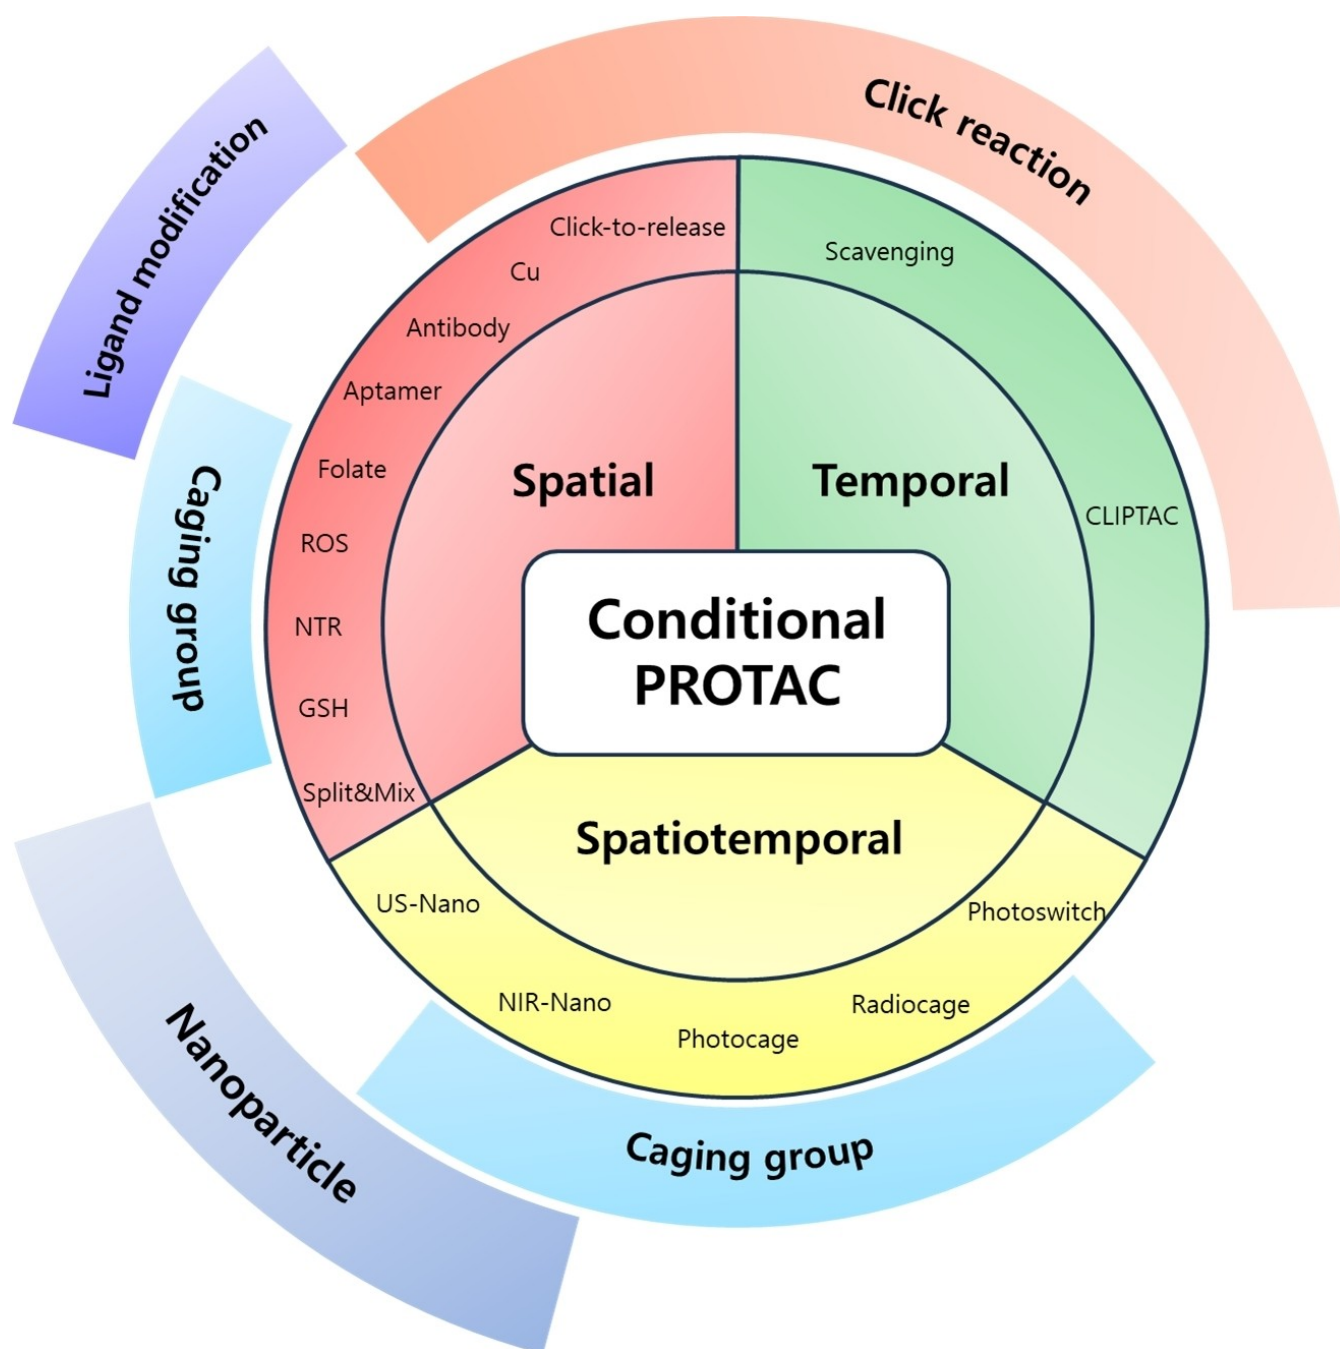 Click reaction
Ligand modification
Caging group
Nanoparticle
Caging group
Click-to-release
Cu
Antibody
Aptamer
Folate
ROS
NTR
GSH
Split&Mix
Scavenging
CLIPTAC
US-Nano
NIR-Nano
Photocage
Radiocage
Photoswitch
Spatial
Temporal
Spatiotemporal
Conditional
PROTAC